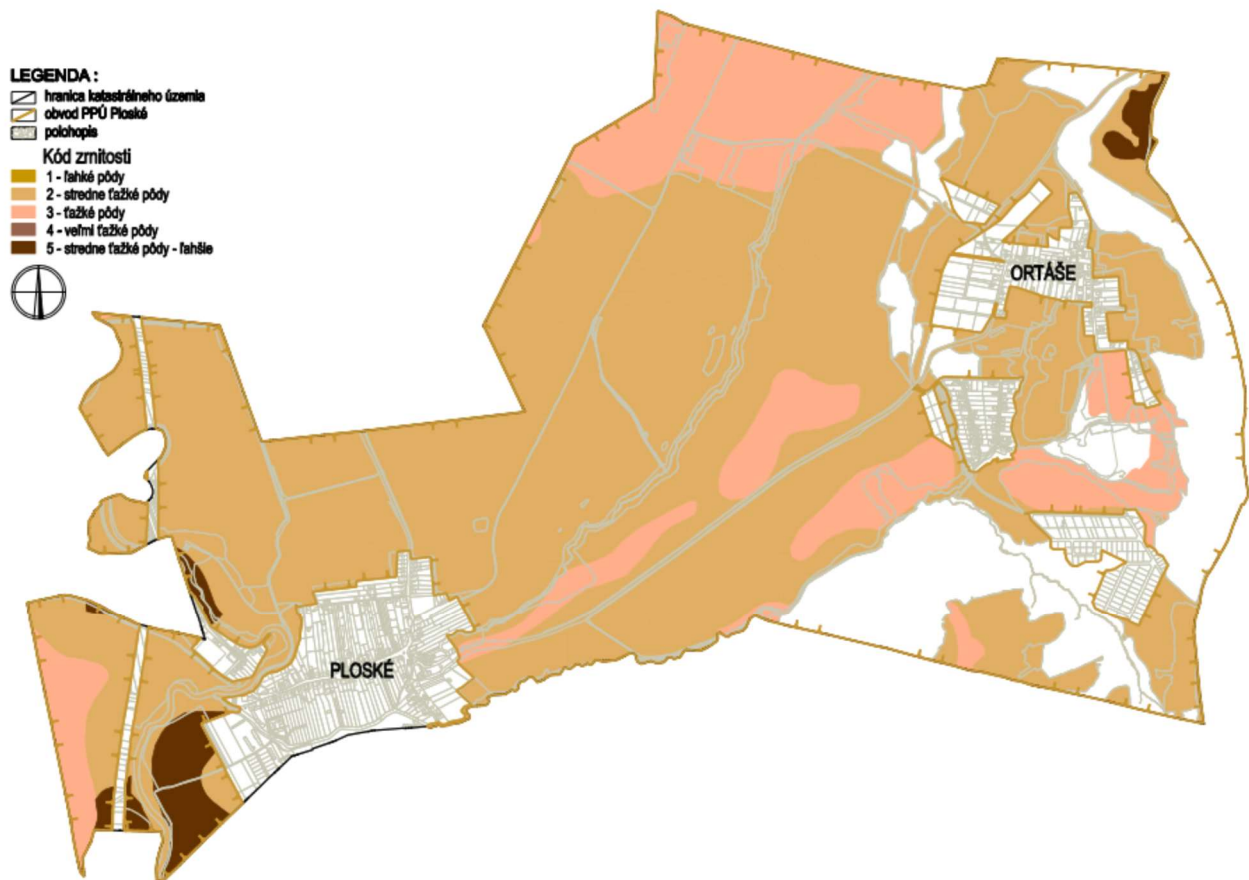 LEGENDA :
hranica katastrálneho územia
obvod PPÚ Ploské
polohopis
Kód zrnitosti
1 - ľahké pôdy
2 - stredne ťažké pôdy
3 - ťažké pôdy
4 - veľmi ťažké pôdy
5 - stredne ťažké pôdy - ľahšie
ORTÁŠE
PLOSKÉ